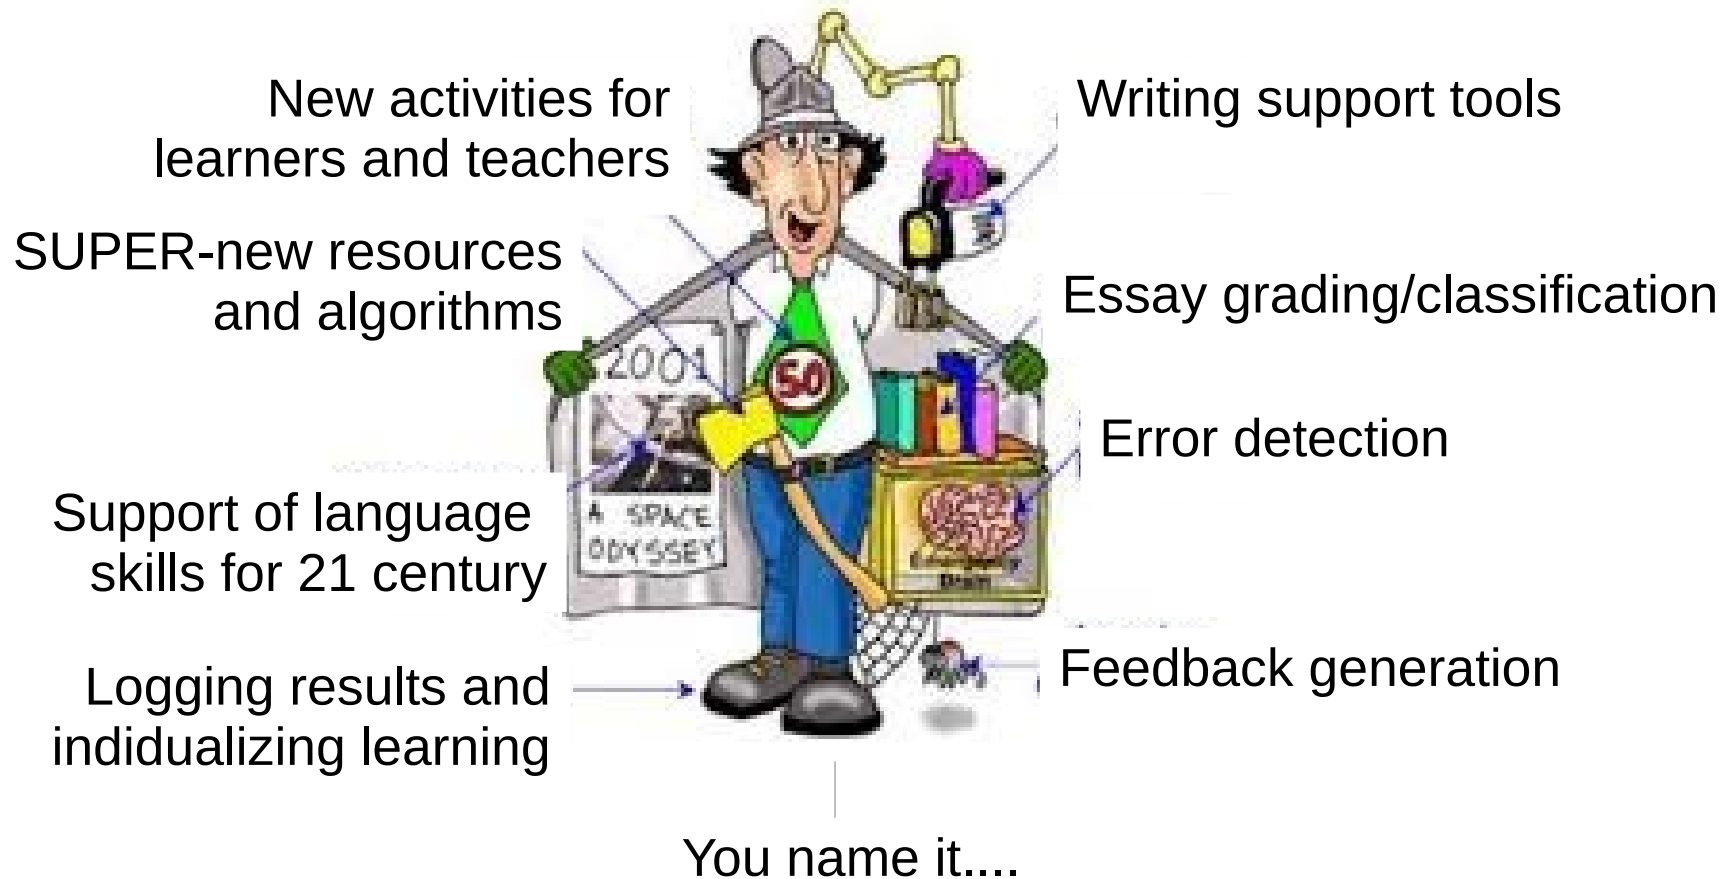 New activities for
learners and teachers
SUPER-new resources
and algorithms
Support of language
skills for 21 century
Logging results and
indidualizing learning
Writing support tools
Essay grading/classification
Error detection
Feedback generation
You name it....
2001
A SPACE
ODYSSEY
50
Emergency
Brain